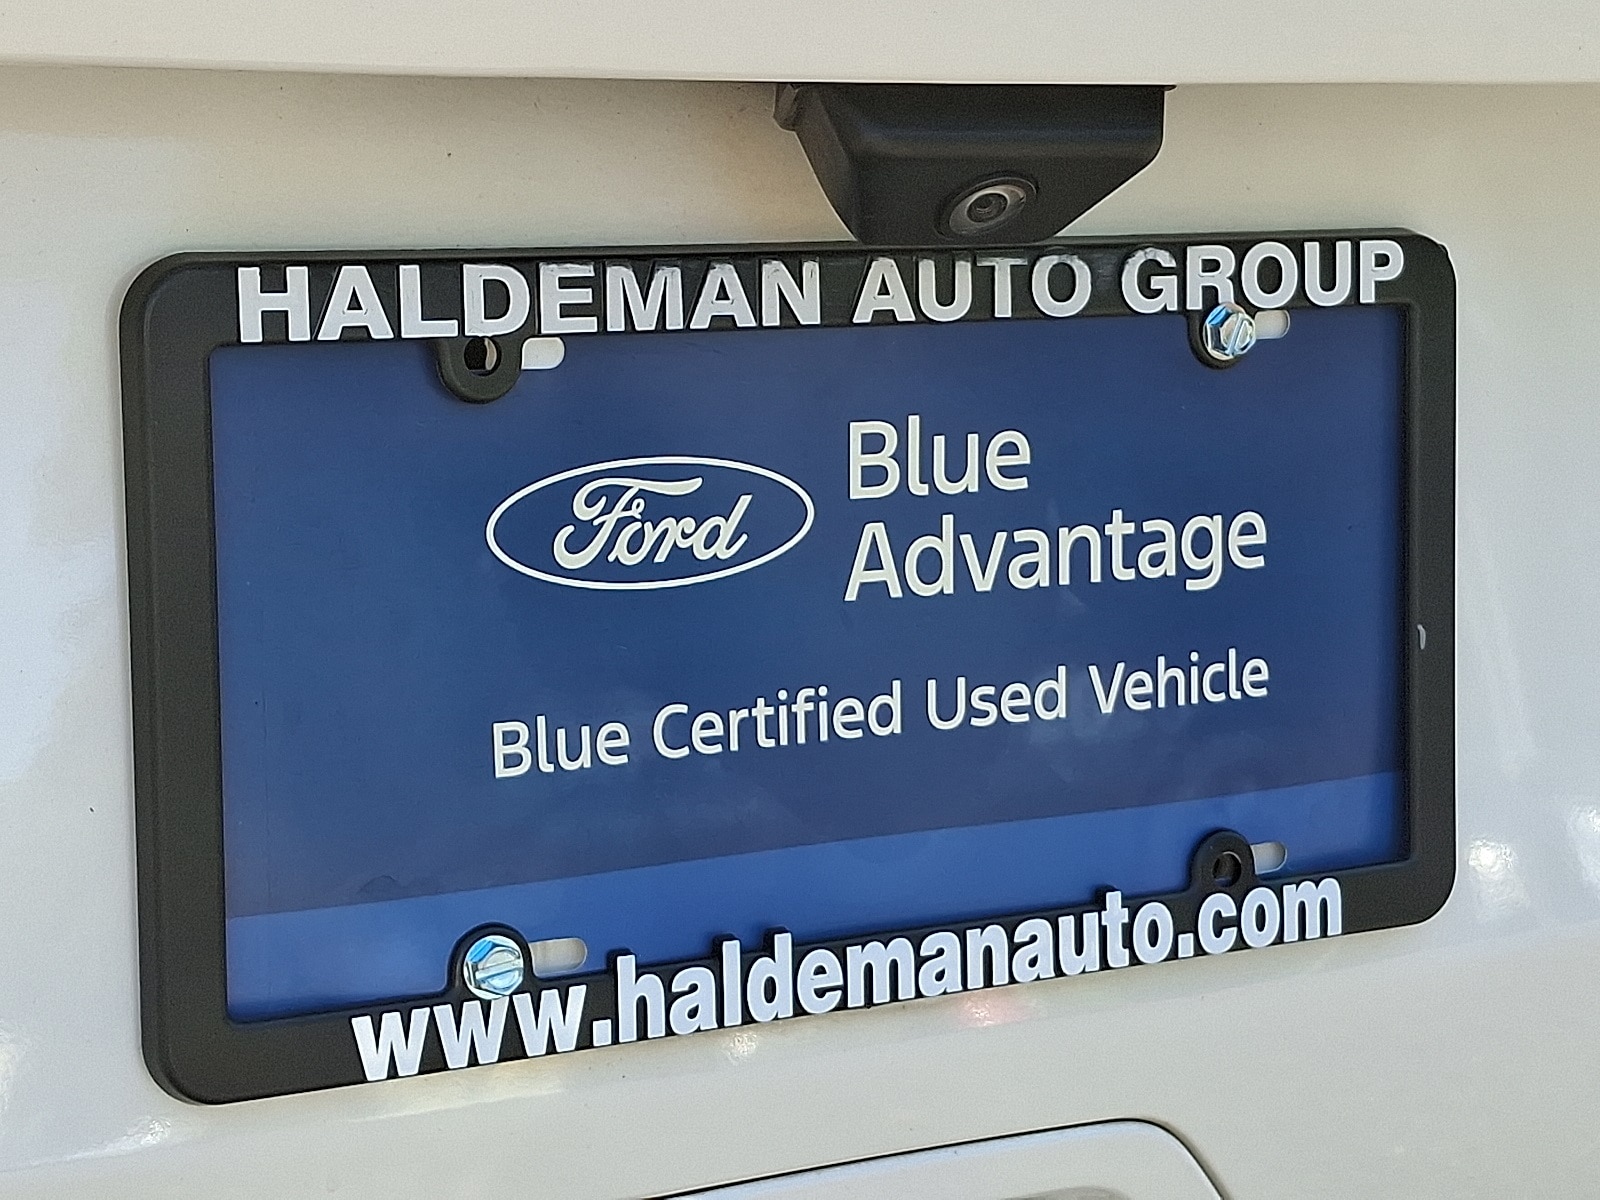 HALDEMAN AUTO GROUP
Ford
Blue
Advantage
Blue Certified Used Vehicle
www.haldemanauto.com